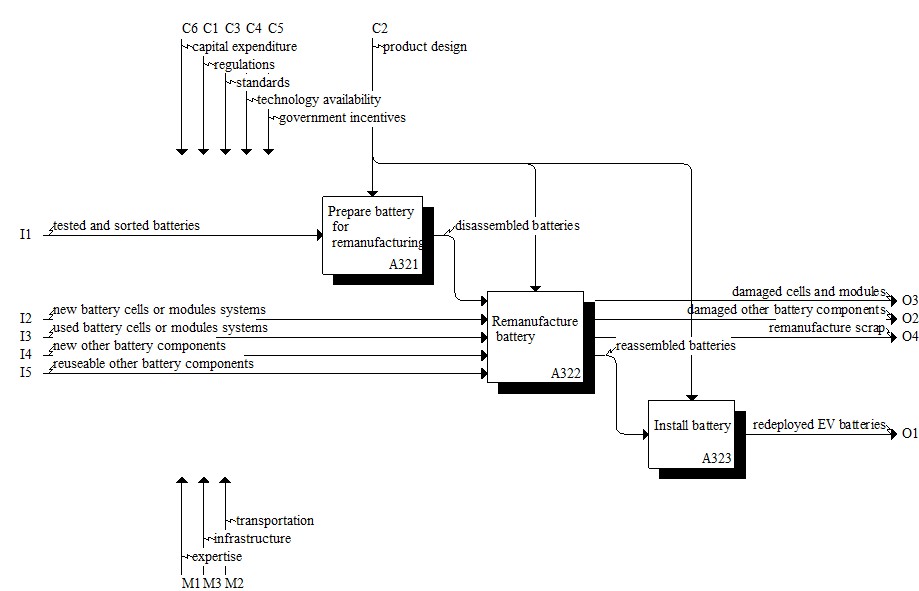 C6 C1 C3 C4 C5
C2
capital expenditure
product design
regulations
standards
technology availability
government incentives
Prepare battery
for
remanufacturing
A321
I1
tested and sorted batteries
disassembled batteries
damaged cells and modules
O3
I2
new battery cells or modules systems
damaged other battery components
O2
I3
used battery cells or modules systems
remanufacture scrap
O4
Remanufacture
battery
A322
I4
new other battery components
reassembled batteries
I5
reuseable other battery components
Install battery
A323
redeployed EV batteries
O1
transportation
infrastructure
expertise
M1 M3 M2